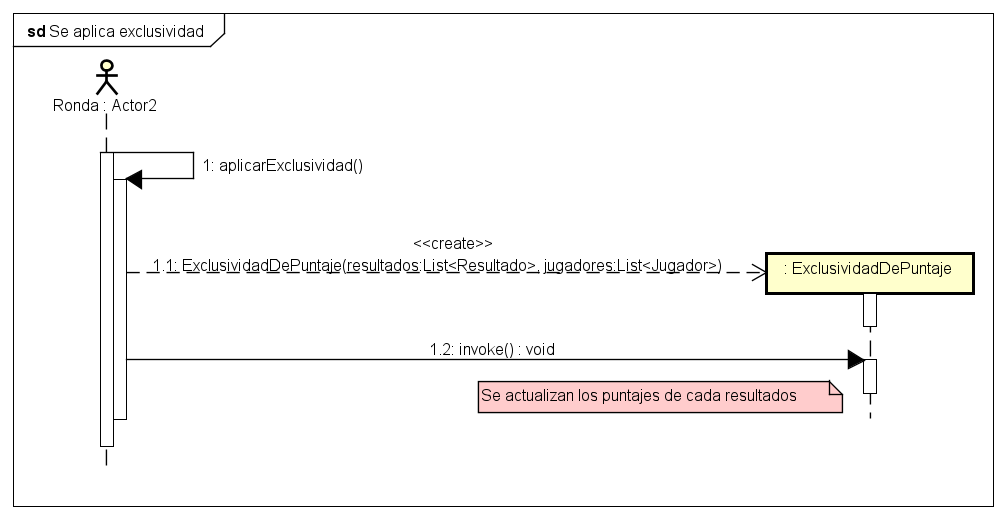 sd Se aplica exclusividad
Ronda : Actor2
1: aplicarExclusividad()
<<create>>
1.1: ExclusividadDePuntaje(resultados:List<Resultado>, jugadores:List<Jugador>)
: ExclusividadDePuntaje
1.2: invoke() : void
Se actualizan los puntajes de cada resultados